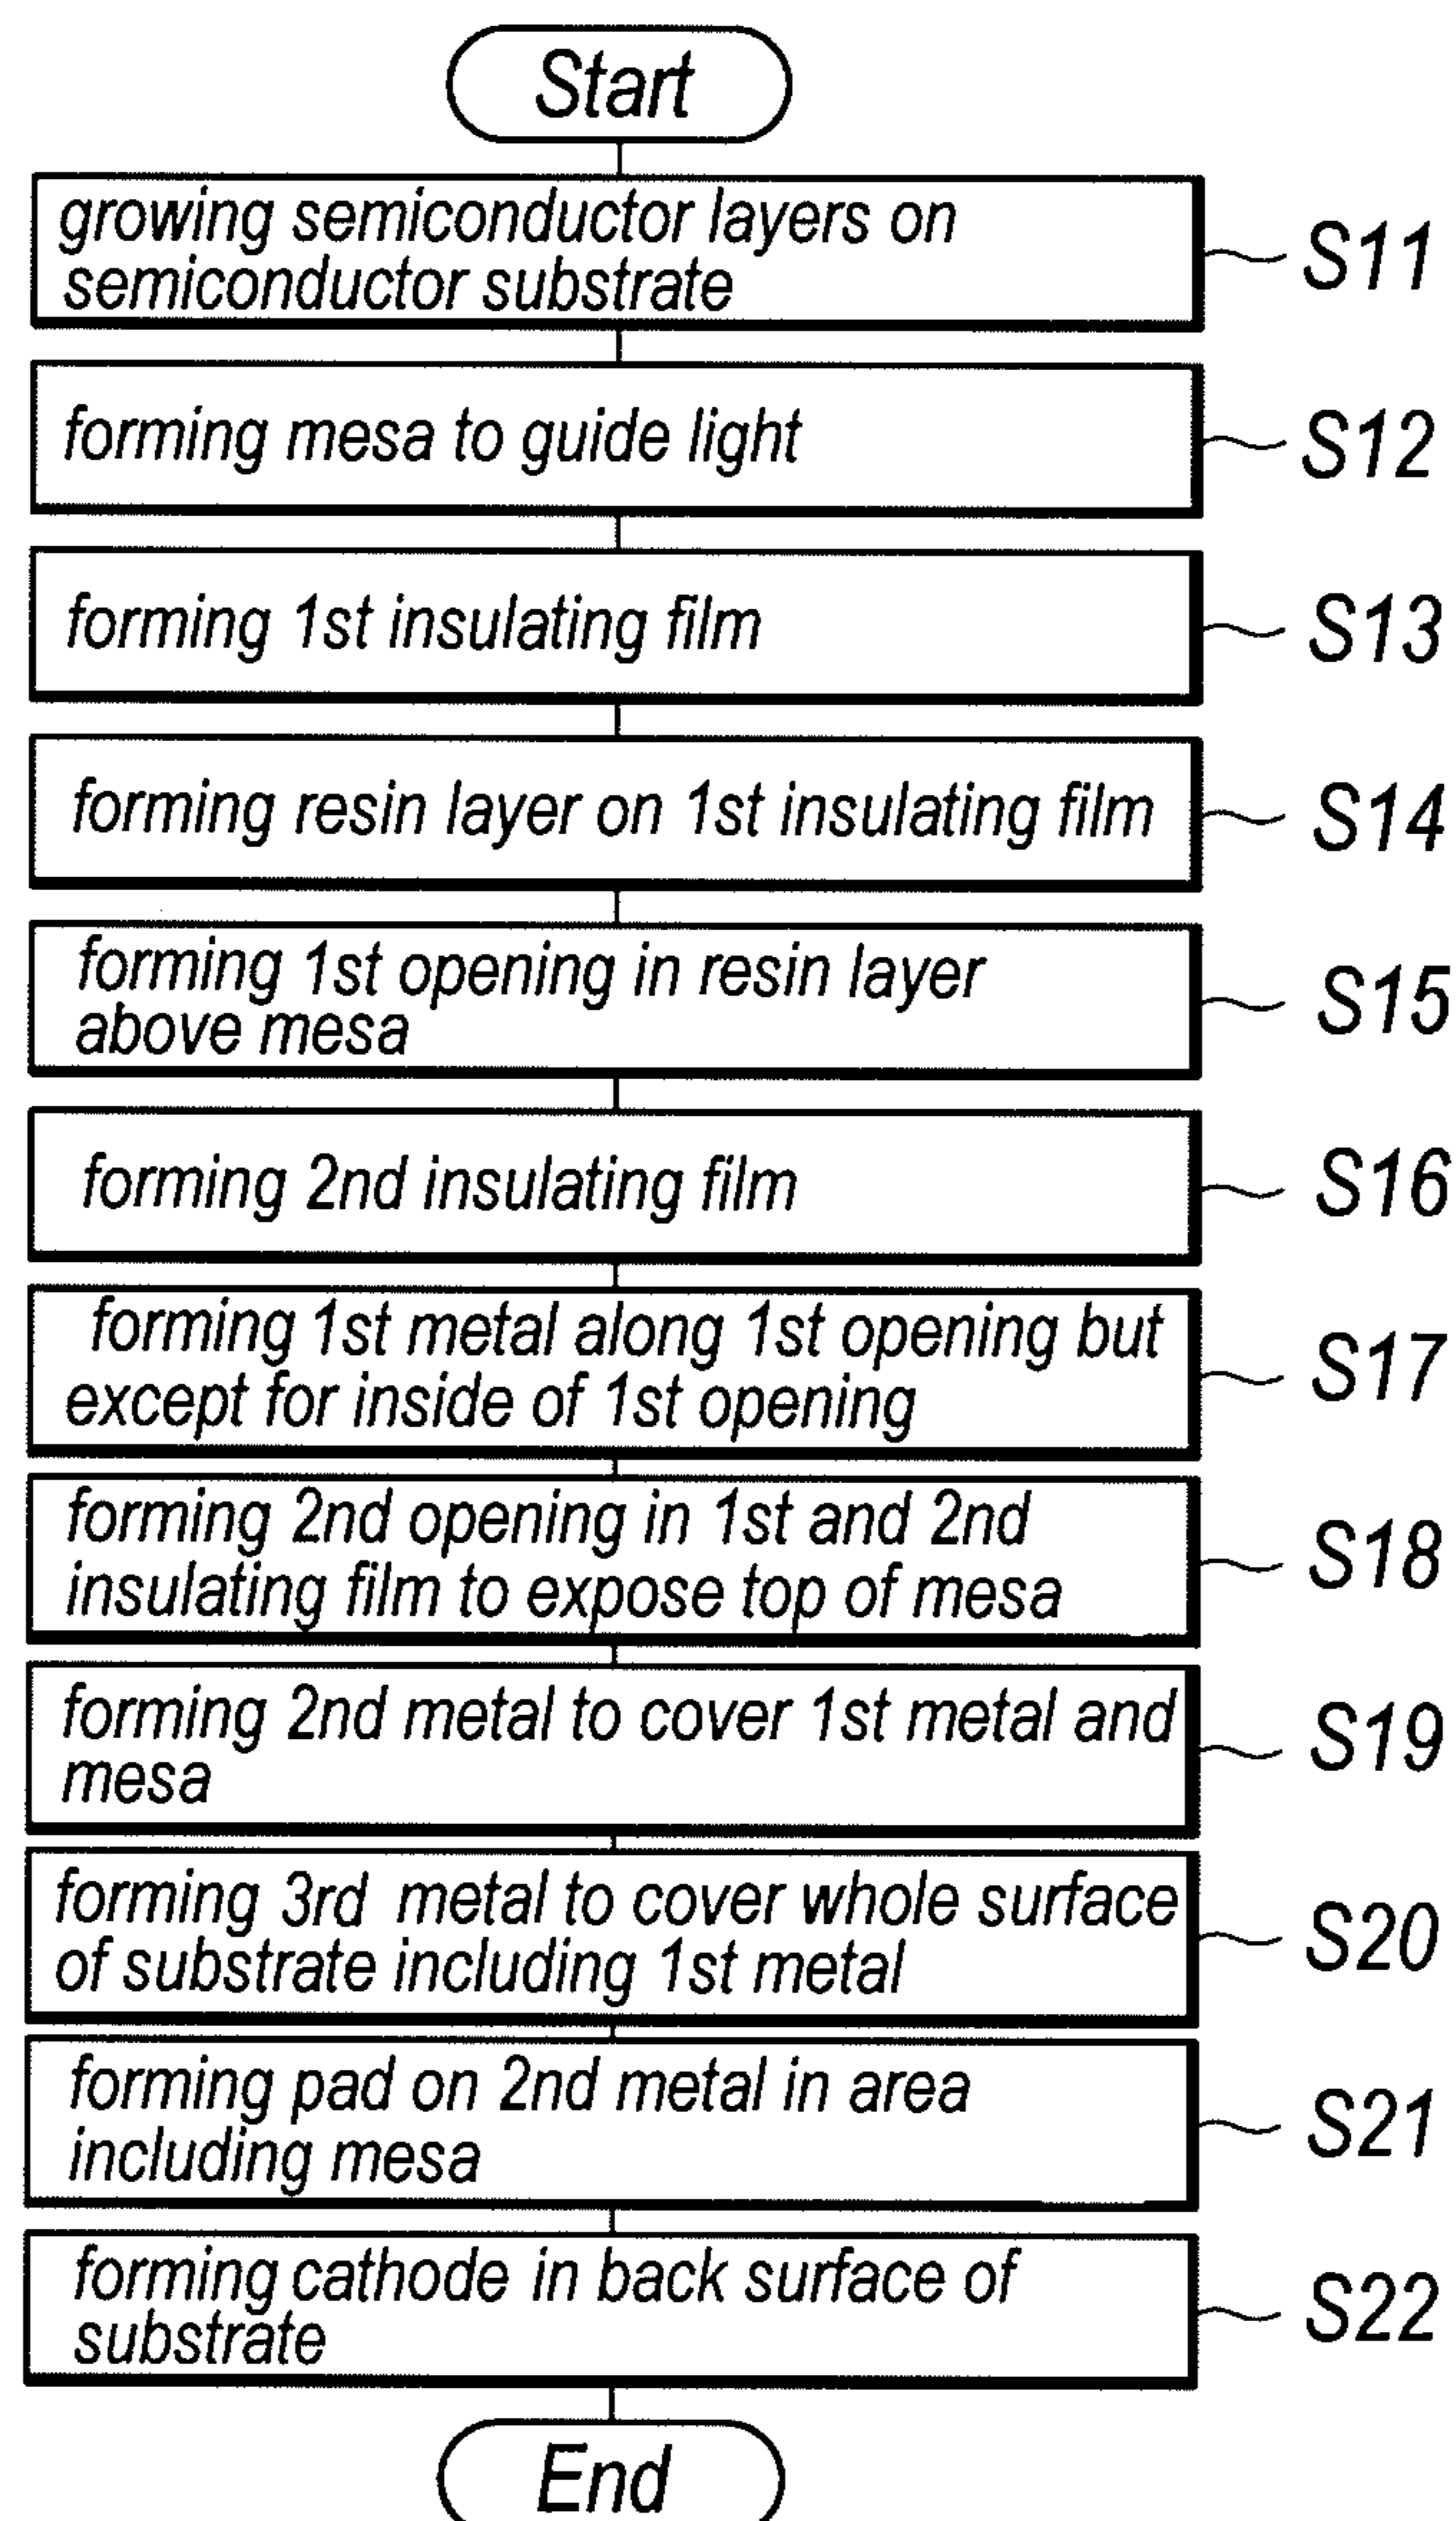 Start
growing semiconductor layers on
semiconductor substrate
S11
forming mesa to guide light
S12
forming 1st insulating film
S13
forming resin layer on 1st insulating film
S14
forming 1st opening in resin layer
above mesa
S15
forming 2nd insulating film
S16
forming 1st metal along 1st opening but
except for inside of 1st opening
S17
forming 2nd opening in 1st and 2nd
insulating film to expose top of mesa
S18
forming 2nd metal to cover 1st metal and
mesa
S19
forming 3rd metal to cover whole surface
of substrate including 1st metal
S20
forming pad on 2nd metal in area
including mesa
S21
forming cathode in back surface of
substrate
S22
End